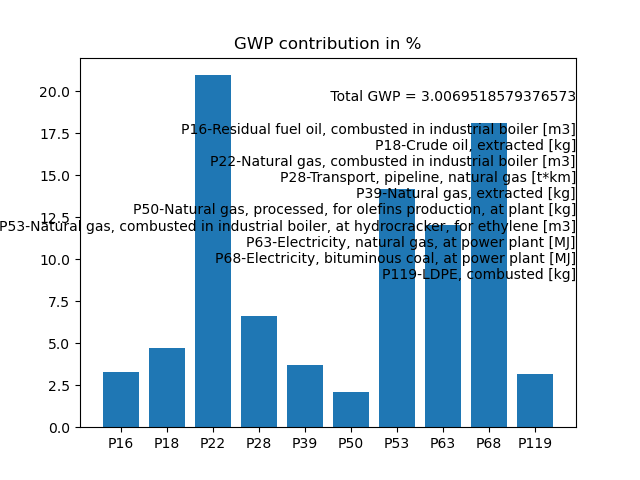 GWP contribution in %
Total GWP = 3.0069518579376573
P16-Residual fuel oil, combusted in industrial boiler [m3]
P18-Crude oil, extracted [kg]
P22-Natural gas, combusted in industrial boiler [m3]
P28-Transport, pipeline, natural gas [t*km]
P39-Natural gas, extracted [kg]
P50-Natural gas, processed, for olefins production, at plant [kg]
P53-Natural gas, combusted in industrial boiler, at hydrocracker, for ethylene [m3]
P63-Electricity, natural gas, at power plant [MJ]
P68-Electricity, bituminous coal, at power plant [MJ]
P119-LDPE, combusted [kg]
20.0
17.5
15.0
12.5
10.0
7.5
5.0
2.5
0.0
P16 P18 P22 P28 P39 P50 P53 P63 P68 P119